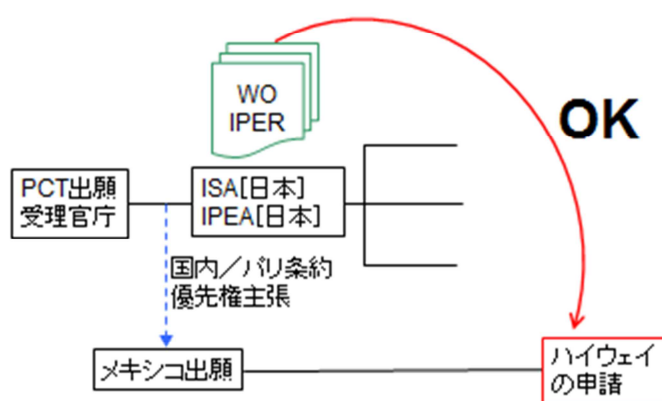 WO
IPER
OK
PCT出願
受理官庁
ISA[日本]
IPEA[日本]
国内／パリ条約
優先権主張
メキシコ出願
ハイウェイ
の申請